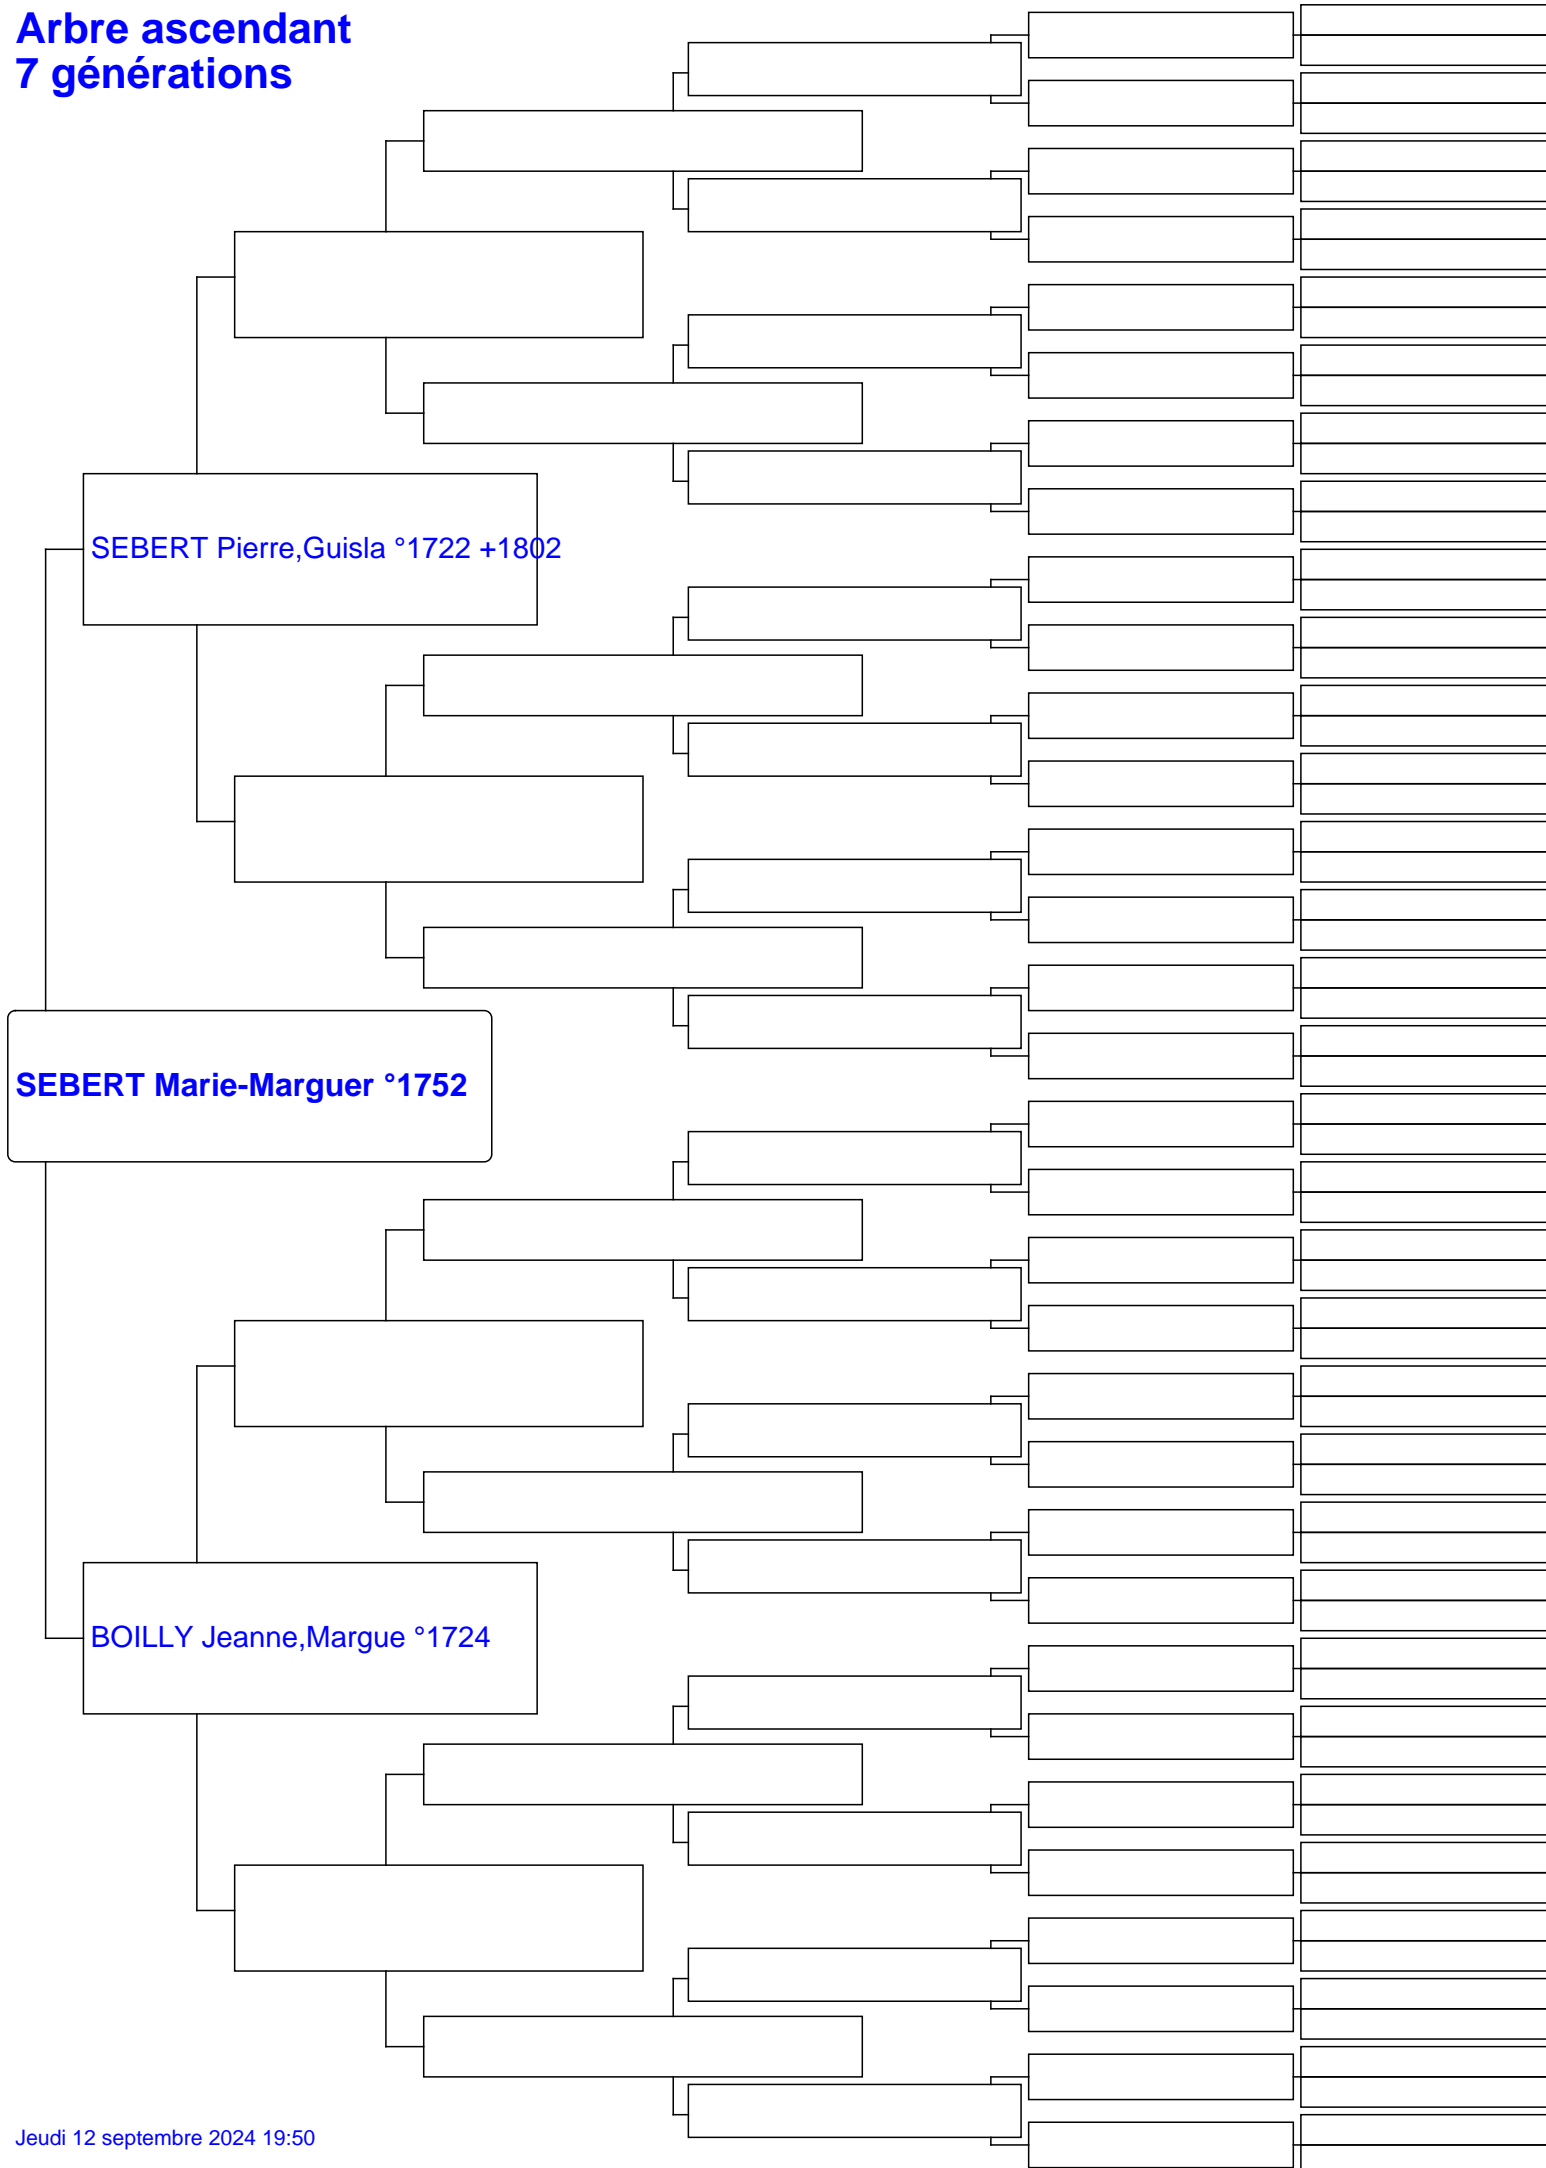 Arbre ascendant
7 générations
SEBERT Pierre,Guisla °1722 +1802
SEBERT Marie-Marguer °1752
BOILLY Jeanne,Margue °1724
Jeudi 12 septembre 2024 19:50